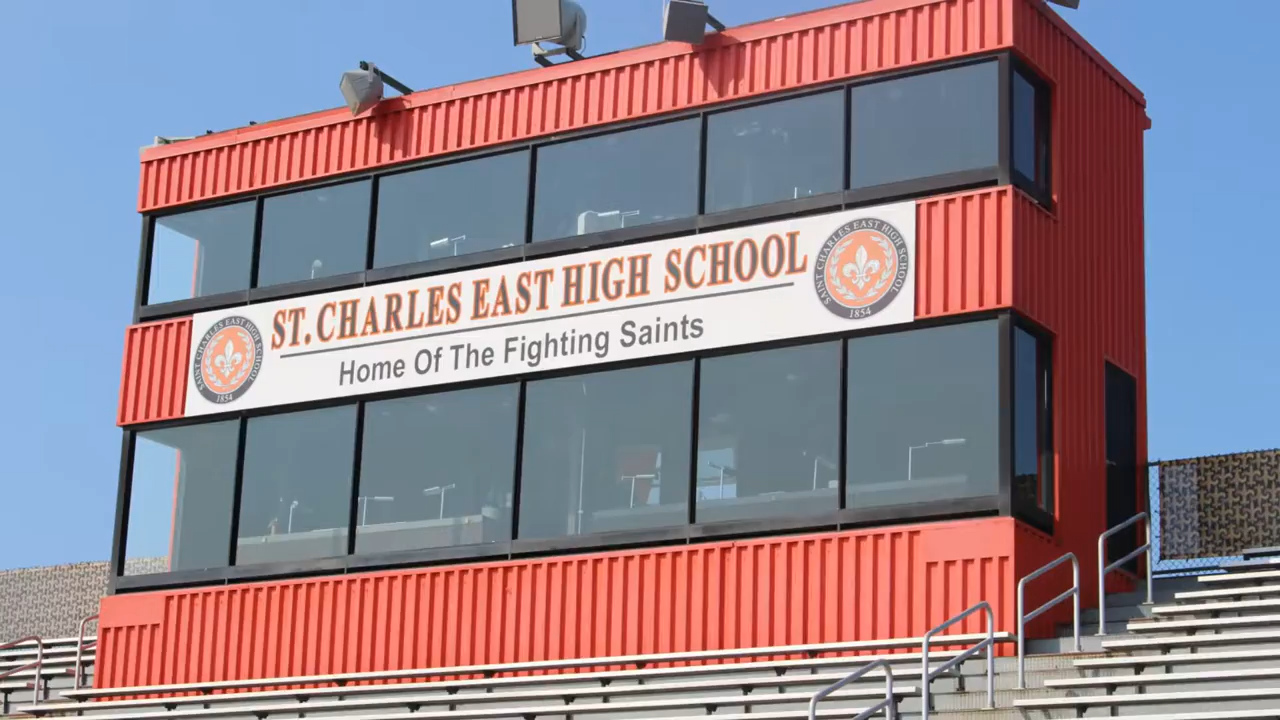 ST. CHARLES EAST HIGH SCHOOL
Home Of The Fighting Saints
SAINT CHARLES EAST HIGH SCHOOL
1854
SAINT CHARLES EAST HIGH SCHOOL
1854